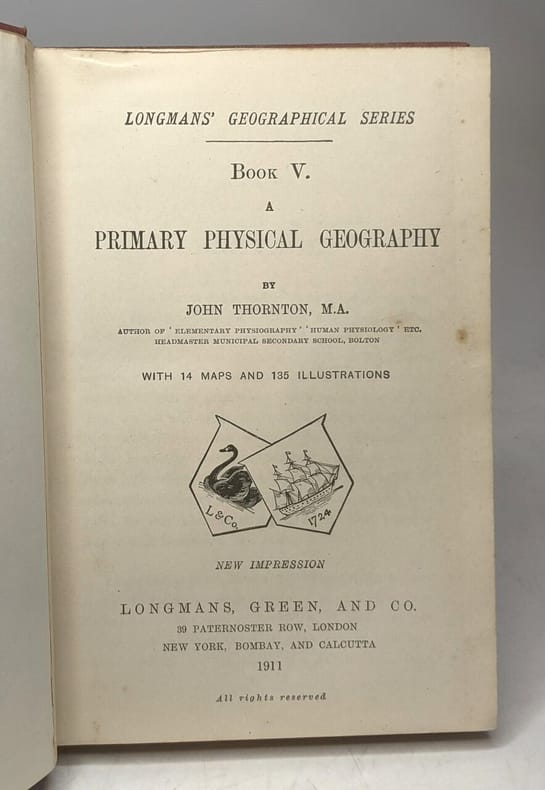 LONGMANS' GEOGRAPHICAL SERIES
BOOK V.
A
PRIMARY PHYSICAL GEOGRAPHY
BY
JOHN THORNTON, M.A.
AUTHOR OF 'ELEMENTARY PHYSIOGRAPHY' 'HUMAN PHYSIOLOGY' ETC.
HEADMASTER MUNICIPAL SECONDARY SCHOOL, BOLTON
WITH 14 MAPS AND 135 ILLUSTRATIONS
L & Co.
1724
NEW IMPRESSION
LONGMANS, GREEN, AND CO.
39 PATERNOSTER ROW, LONDON
NEW YORK, BOMBAY, AND CALCUTTA
1911
All rights reserved